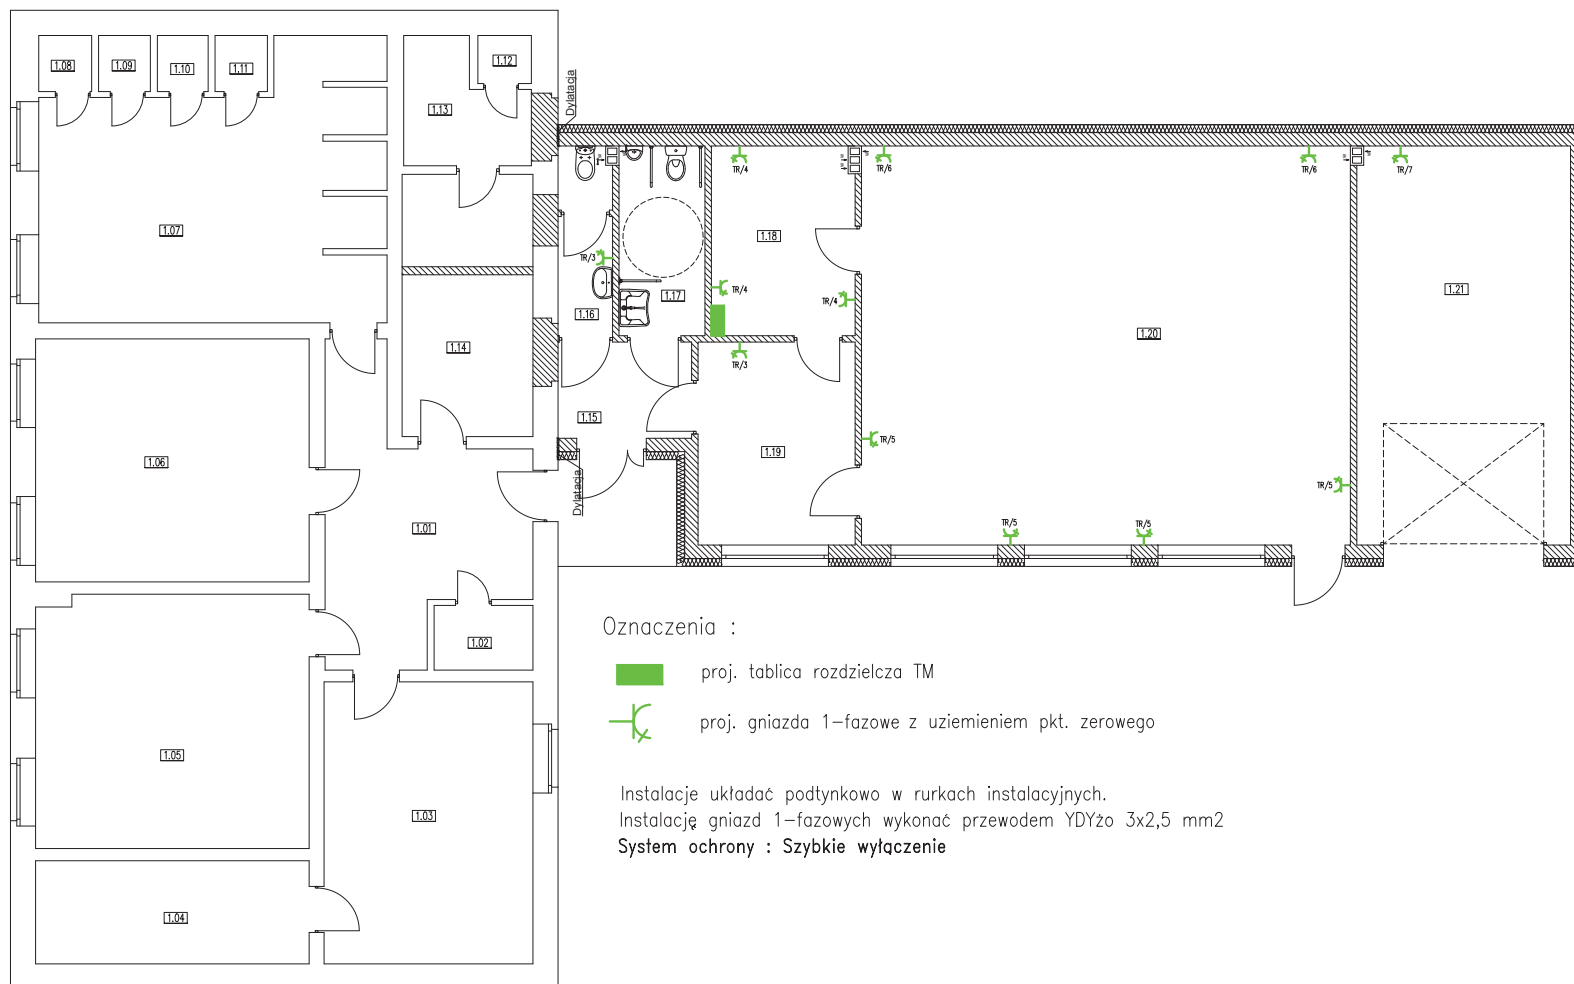 1.08
1.09
1.10
1.11
1.12
1.13
Dylatacja
TR/4
TR/6
TR/6
TR/7
1.07
1.18
TR/3
1.17
TR/4
TR/4
1.21
1.16
1.20
1.14
TR/3
1.15
TR/5
1.19
1.06
Dylatacja
TR/5
1.01
TR/5
TR/5
1.02
Oznaczenia :
proj. tablica rozdzielcza TM
proj. gniazda 1-fazowe z uziemieniem pkt. zerowego
1.05
1.03
Instalacje układać podtynkowo w rurkach instalacyjnych.
Instalację gniazd 1-fazowych wykonać przewodem YDYżo 3x2,5 mm2
System ochrony : Szybkie wyłączenie
1.04